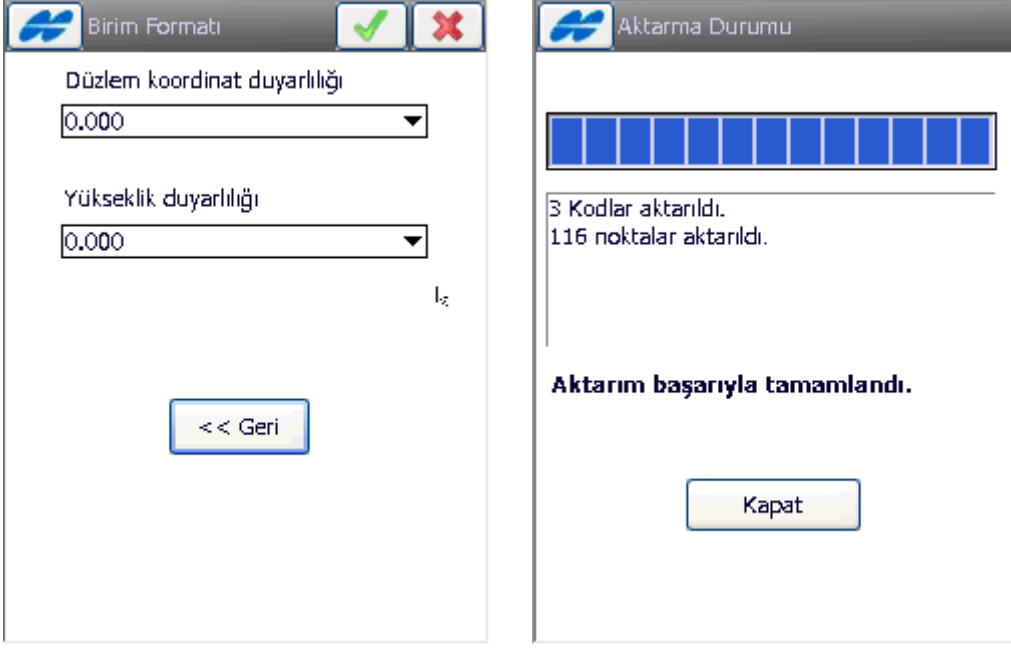 Birim Formatı
Düzlem koordinat duyarlılığı
0.000
Yükseklik duyarlılığı
0.000
<< Geri
Aktarma Durumu
3 Kodlar aktarıldı.
116 noktalar aktarıldı.
Aktarım başarıyla tamamlandı.
Kapat